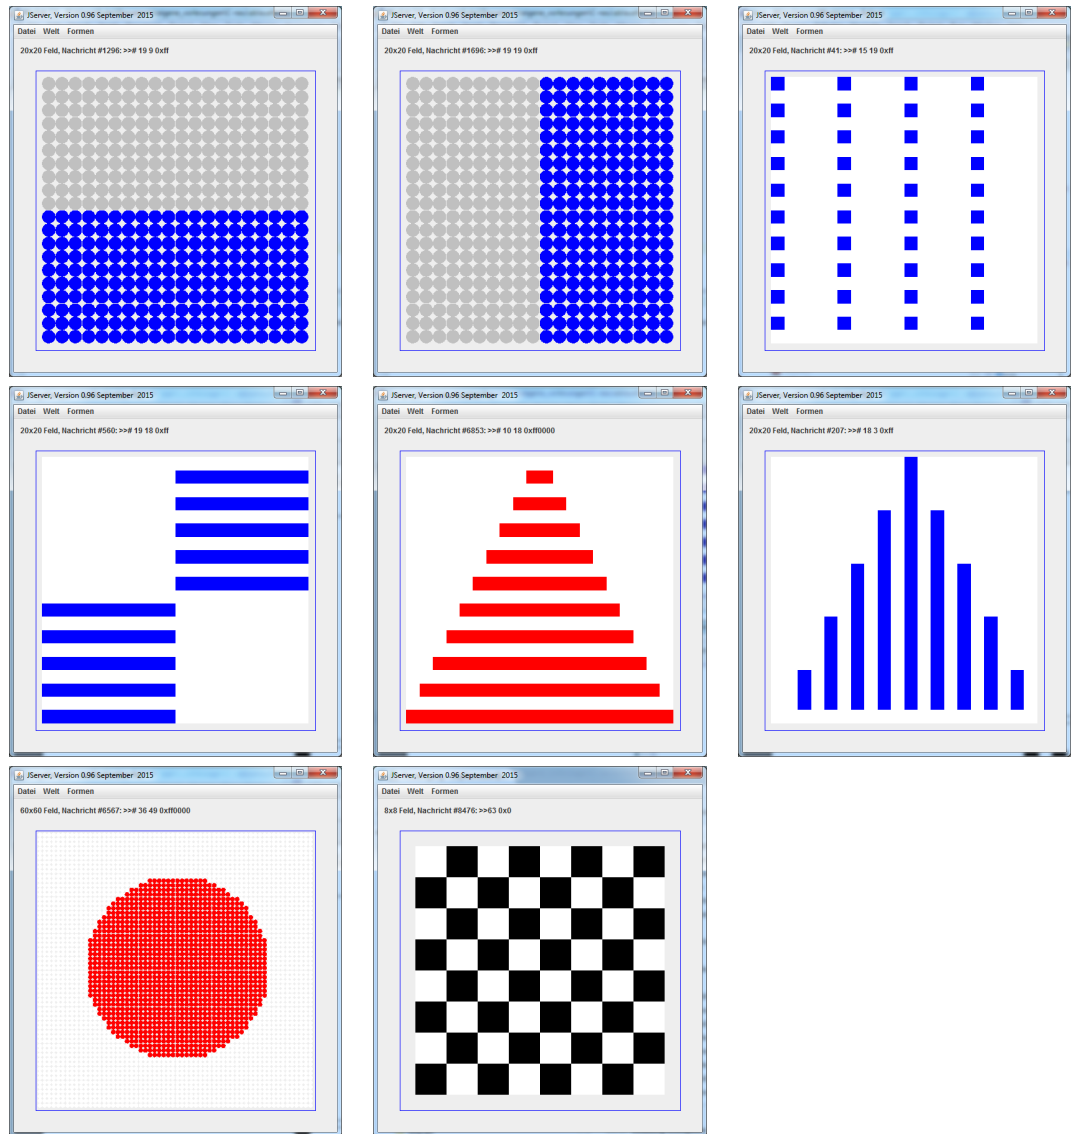 JServer, Version 0.96 September 2015
Datei Welt Formen
20x20 Feld, Nachricht #1296: >># 19 9 0xff
JServer, Version 0.96 September 2015
Datei Welt Formen
20x20 Feld, Nachricht #1696: >># 19 19 0xff
JServer, Version 0.96 September 2015
Datei Welt Formen
20x20 Feld, Nachricht #41: >># 15 19 0xff
JServer, Version 0.96 September 2015
Datei Welt Formen
20x20 Feld, Nachricht #560: >># 19 18 0xff
JServer, Version 0.96 September 2015
Datei Welt Formen
20x20 Feld, Nachricht #6853: >># 10 18 0xff0000
JServer, Version 0.96 September 2015
Datei Welt Formen
20x20 Feld, Nachricht #207: >># 18 3 0xff
JServer, Version 0.96 September 2015
Datei Welt Formen
60x60 Feld, Nachricht #6567: >># 36 49 0xff0000
JServer, Version 0.96 September 2015
Datei Welt Formen
8x8 Feld, Nachricht #8476: >>63 0x0